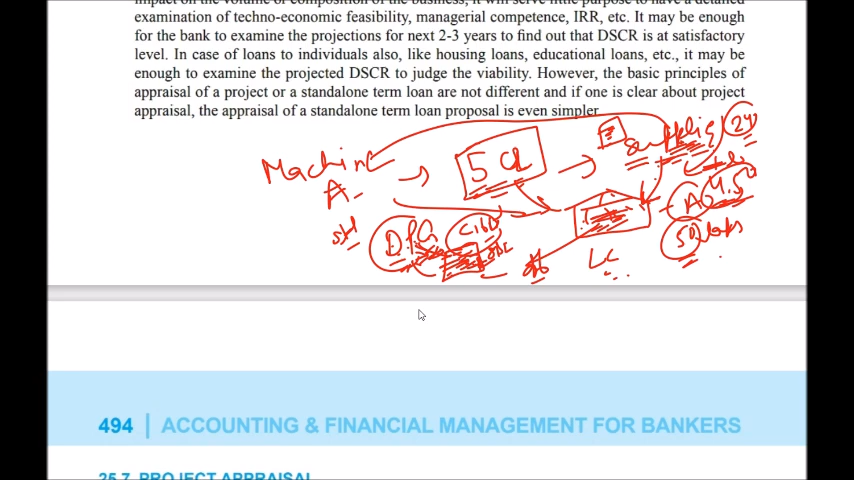 impact on the volume or composition of the business, it will serve little purpose to have a detailed
examination of techno-economic feasibility, managerial competence, IRR, etc. It may be enough
for the bank to examine the projections for next 2-3 years to find out that DSCR is at satisfactory
level. In case of loans to individuals also, like housing loans, educational loans, etc., it may be
enough to examine the projected DSCR to judge the viability. However, the basic principles of
appraisal of a project or a standalone term loan are not different and if one is clear about project
appraisal, the appraisal of a standalone term loan proposal is even simpler
24
Machine
5 Cr
A
4.5
DPG
50
LC
494 ACCOUNTING & FINANCIAL MANAGEMENT FOR BANKERS
25.7 PROJECT APPRAISAL